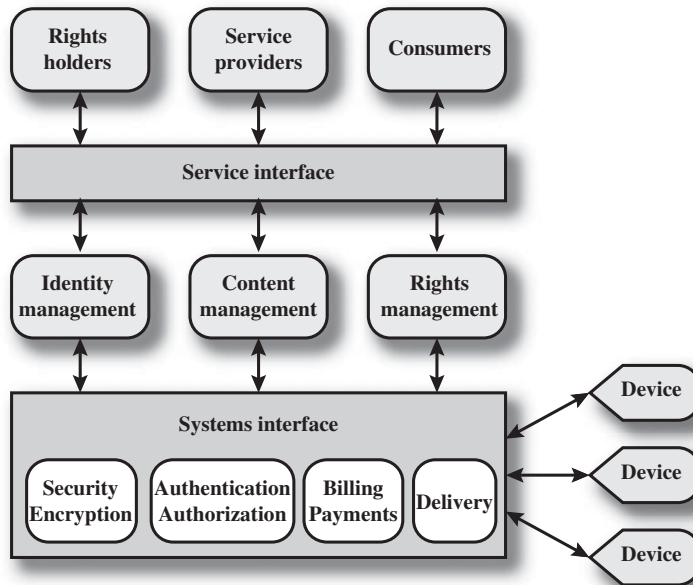 Rights
holders
Service
providers
Consumers
Service interface
Identity
management
Content
management
Rights
management
Systems interface
Security
Encryption
Authentication
Authorization
Billing
Payments
Delivery
Device
Device
Device